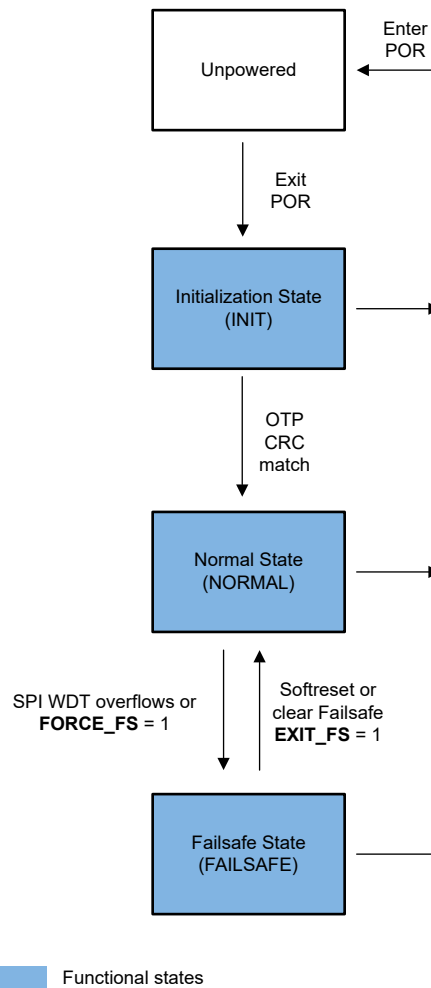 Enter
POR
Unpowered
Exit
POR
Initialization State
(INIT)
OTP
CRC
match
Normal State
(NORMAL)
SPI WDT overflows or
FORCE_FS = 1
Softreset or
clear Failsafe
EXIT_FS = 1
Failsafe State
(FAILSAFE)
Functional states